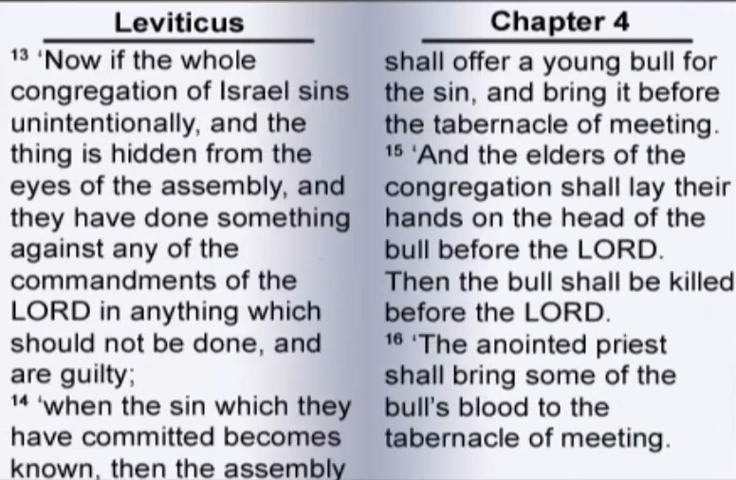 Leviticus
¹³ ‘Now if the whole
congregation of Israel sins
unintentionally, and the
thing is hidden from the
eyes of the assembly, and
they have done something
against any of the
commandments of the
LORD in anything which
should not be done, and
are guilty;
¹⁴ ‘when the sin which they
have committed becomes
known, then the assembly
Chapter 4
shall offer a young bull for
the sin, and bring it before
the tabernacle of meeting.
¹⁵ ‘And the elders of the
congregation shall lay their
hands on the head of the
bull before the LORD.
Then the bull shall be killed
before the LORD.
¹⁶ ‘The anointed priest
shall bring some of the
bull’s blood to the
tabernacle of meeting.